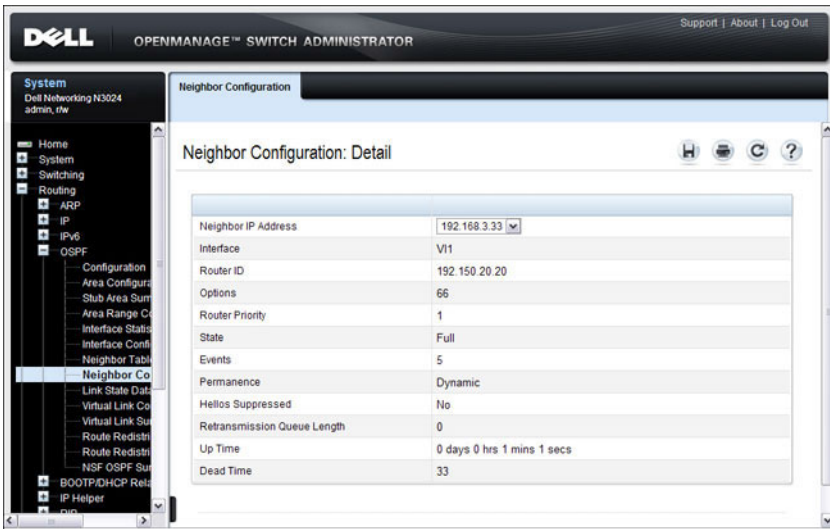 Support | About | Log Out
DELL OPENMANAGE™ SWITCH ADMINISTRATOR
System
Dell Networking N3024
admin, r/w
Neighbor Configuration
Home
System
Switching
Routing
ARP
IP
IPv6
OSPF
Configuration
Area Configura
Stub Area Sum
Area Range Co
Interface Statis
Interface Confi
Neighbor Tabl
Neighbor Co
Link State Data
Virtual Link Co
Virtual Link Su
Route Redistri
Route Redistri
NSF OSPF Su
BOOTP/DHCP Rela
IP Helper
Neighbor Configuration: Detail
Neighbor IP Address 192.168.3.33
Interface Vl1
Router ID 192.150.20.20
Options 66
Router Priority 1
State Full
Events 5
Permanence Dynamic
Hellos Suppressed No
Retransmission Queue Length 0
Up Time 0 days 0 hrs 1 mins 1 secs
Dead Time 33